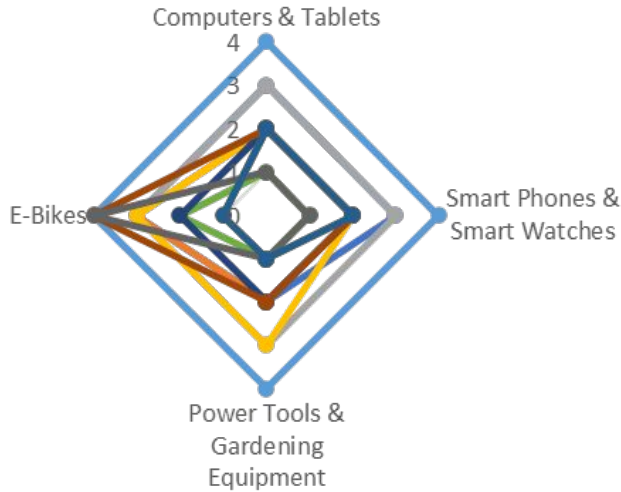 Computers & Tablets
4
3
2
1
0
E-Bikes
Smart Phones &
Smart Watches
Power Tools &
Gardening
Equipment